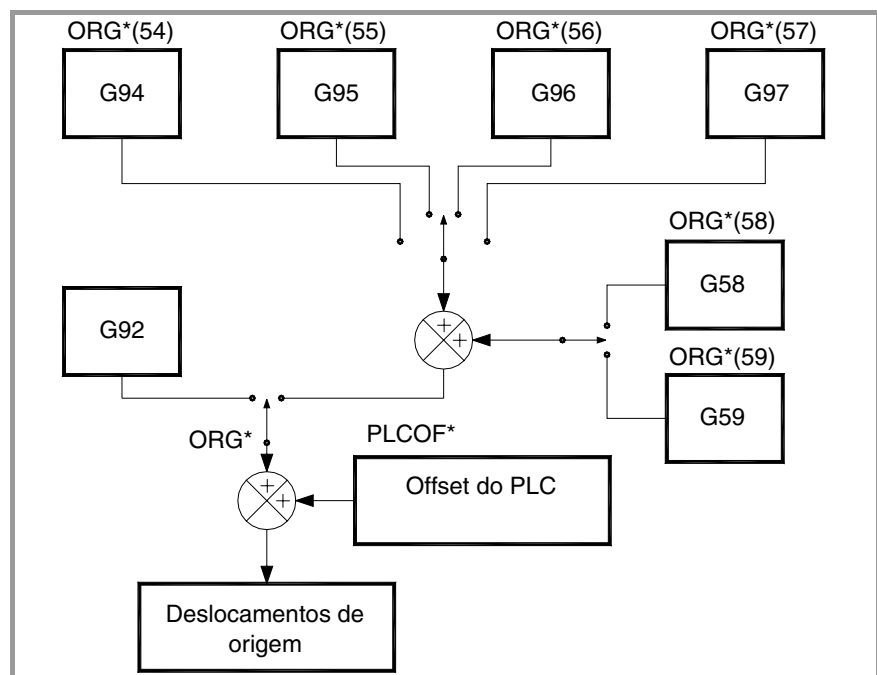 ORG*(54) ORG*(55) ORG*(56) ORG*(57)
G94 G95 G96 G97
ORG*(58)
G58
G92
+
+
ORG*(59)
G59
ORG*
PLCOF*
+
+
Offset do PLC
Deslocamentos de
origem